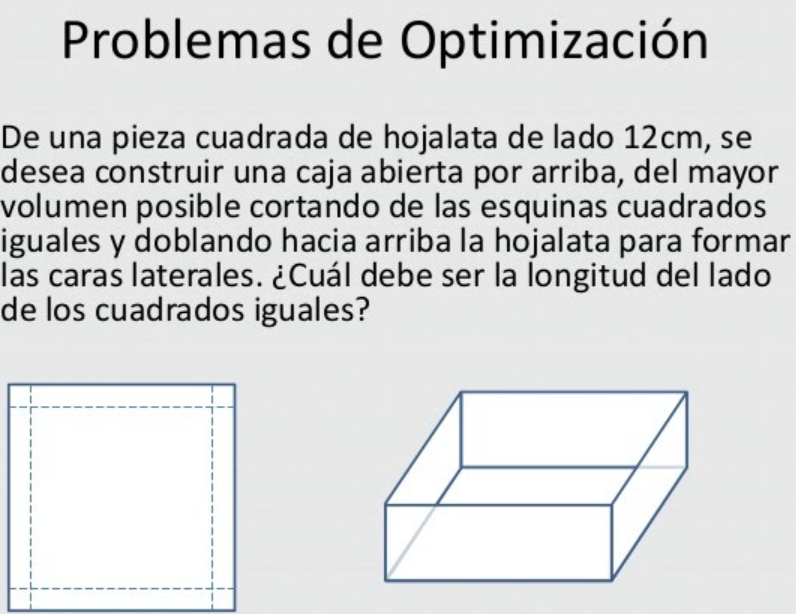 Problemas de Optimización
De una pieza cuadrada de hojalata de lado 12cm, se
desea construir una caja abierta por arriba, del mayor
volumen posible cortando de las esquinas cuadrados
iguales y doblando hacia arriba la hojalata para formar
las caras laterales. ¿Cuál debe ser la longitud del lado
de los cuadrados iguales?